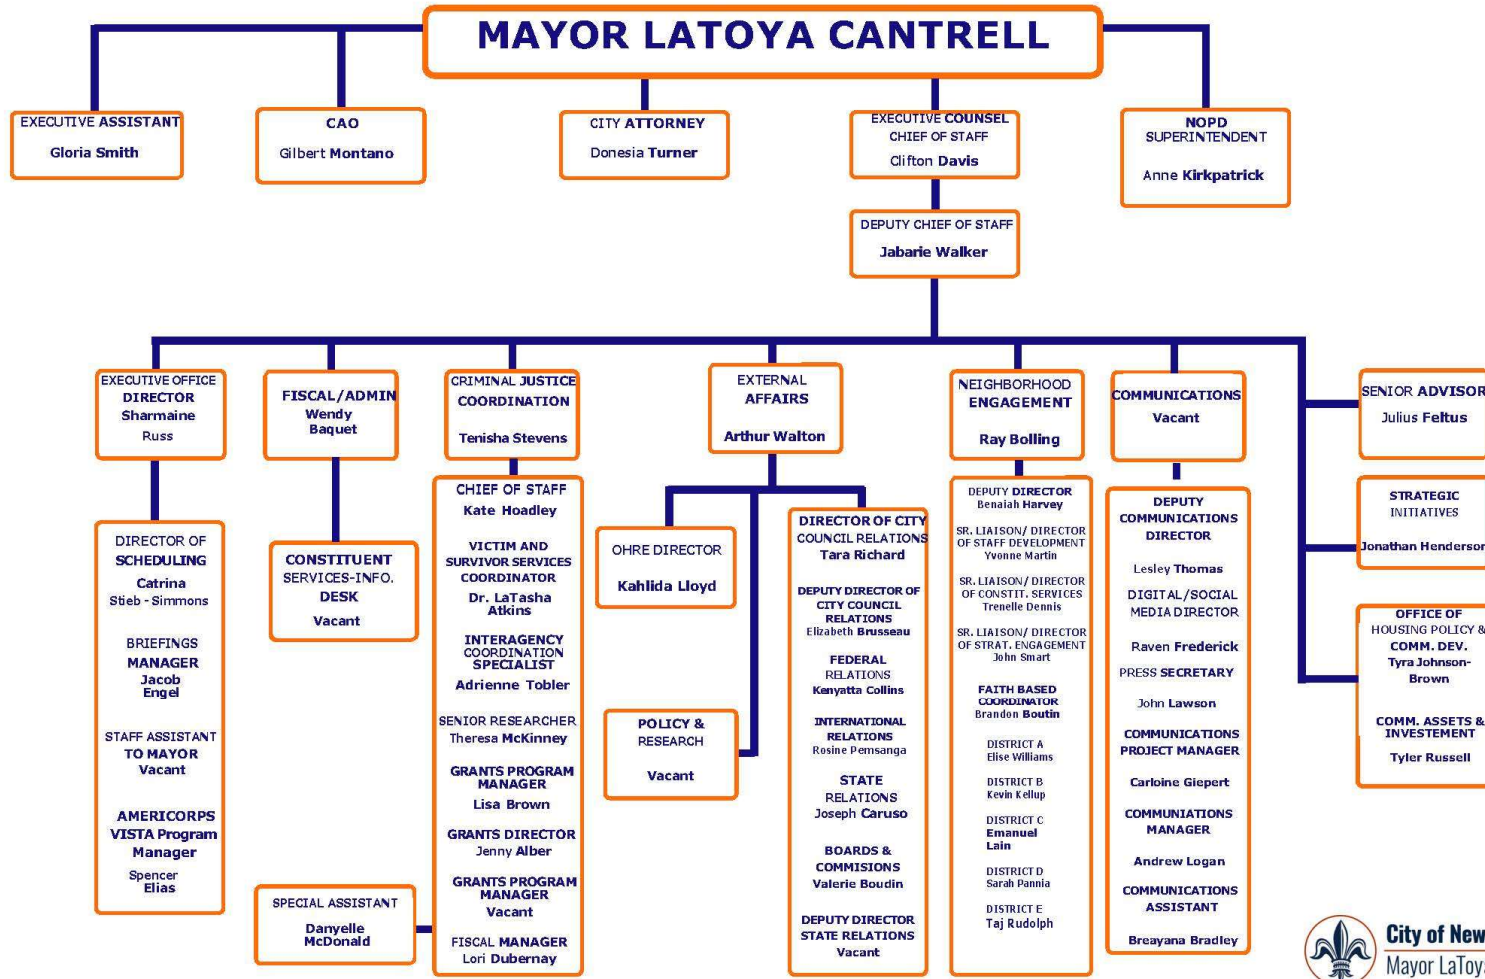 MAYOR LATOYA CANTRELL
EXECUTIVE ASSISTANT
Gloria Smith
CAO
Gilbert Montano
CITY ATTORNEY
Donesia Turner
EXECUTIVE COUNSEL
CHIEF OF STAFF
Clifton Davis
NOPD
SUPERINTENDENT
Anne Kirkpatrick
DEPUTY CHIEF OF STAFF
Jabarie Walker
EXECUTIVE OFFICE
DIRECTOR
Sharmaine
Russ
DIRECTOR OF
SCHEDULING
Catrina
Stieb - Simmons
BRIEFINGS
MANAGER
Jacob
Engel
STAFF ASSISTANT
TO MAYOR
Vacant
AMERICORPS
VISTA Program
Manager
Spencer
Elias
FISCAL/ADMIN
Wendy
Baquet
CONSTITUENT
SERVICES-INFO.
DESK
Vacant
CRIMINAL JUSTICE
COORDINATION
Tenisha Stevens
CHIEF OF STAFF
Kate Hoadley
VICTIM AND
SURVIVOR SERVICES
COORDINATOR
Dr. LaTasha
Atkins
INTERAGENCY
COORDINATION
SPECIALIST
Adrienne Tobler
SENIOR RESEARCHER
Theresa McKinney
GRANTS PROGRAM
MANAGER
Lisa Brown
GRANTS DIRECTOR
Jenny Alber
GRANTS PROGRAM
MANAGER
Vacant
FISCAL MANAGER
Lori Dubernay
SPECIAL ASSISTANT
Danyelle
McDonald
EXTERNAL
AFFAIRS
Arthur Walton
OHRE DIRECTOR
Kahlida Lloyd
POLICY &
RESEARCH
Vacant
DIRECTOR OF CITY
COUNCIL RELATIONS
Tara Richard
DEPUTY DIRECTOR OF
CITY COUNCIL
RELATIONS
Elizabeth Brusseau
FEDERAL
RELATIONS
Kenyatta Collins
INTERNATIONAL
RELATIONS
Rosine Pemsanga
STATE
RELATIONS
Joseph Caruso
BOARDS &
COMMISIONS
Valerie Boudin
DEPUTY DIRECTOR
STATE RELATIONS
Vacant
NEIGHBORHOOD
ENGAGEMENT
Ray Bolling
DEPUTY DIRECTOR
Benaiah Harvey
SR. LIAISON/ DIRECTOR
OF STAFF DEVELOPMENT
Yvonne Martin
SR. LIAISON/ DIRECTOR
OF CONSTIT. SERVICES
Trenelle Dennis
SR. LIAISON/ DIRECTOR
OF STRAT. ENGAGEMENT
John Smart
FAITH BASED
COORDINATOR
Brandon Boutin
DISTRICT A
Elise Williams
DISTRICT B
Kevin Kellup
DISTRICT C
Emanuel
Lain
DISTRICT D
Sarah Pannia
DISTRICT E
Taj Rudolph
COMMUNICATIONS
Vacant
DEPUTY
COMMUNICATIONS
DIRECTOR
Lesley Thomas
DIGITAL/SOCIAL
MEDIA DIRECTOR
Raven Frederick
PRESS SECRETARY
John Lawson
COMMUNICATIONS
PROJECT MANAGER
Carloine Giepert
COMMUNIATIONS
MANAGER
Andrew Logan
COMMUNICATIONS
ASSISTANT
Breayana Bradley
SENIOR ADVISOR
Julius Feltus
STRATEGIC
INITIATIVES
Jonathan Henderson
OFFICE OF
HOUSING POLICY &
COMM. DEV.
Tyra Johnson-
Brown
COMM. ASSETS &
INVESTEMENT
Tyler Russell
City of New
Mayor LaToy